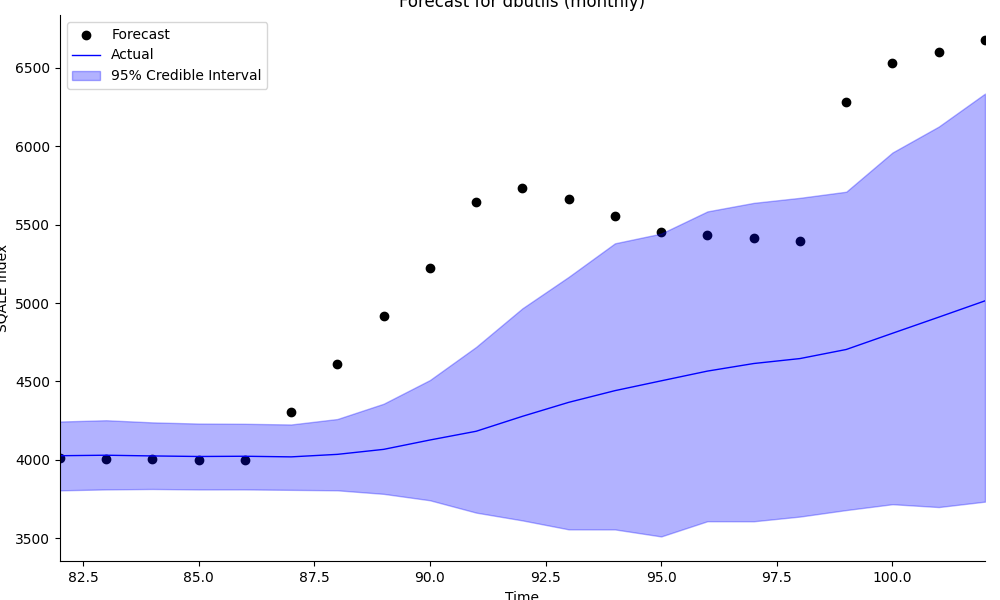 Forecast for dbutils (monthly)
Forecast
Actual
95% Credible Interval
6500
6000
5500
5000
4500
4000
3500
SQALE Index
82.5 85.0 87.5 90.0 92.5 95.0 97.5 100.0
Time